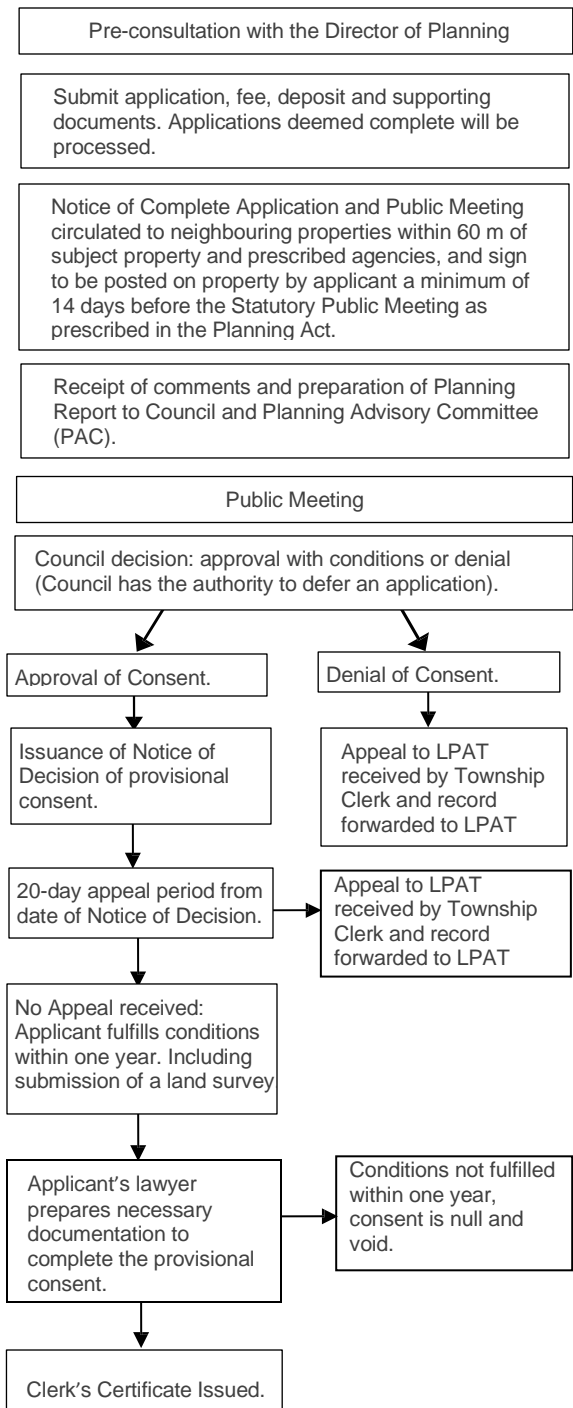 Pre-consultation with the Director of Planning
Submit application, fee, deposit and supporting
documents. Applications deemed complete will be
processed.
Notice of Complete Application and Public Meeting
circulated to neighbouring properties within 60 m of
subject property and prescribed agencies, and sign
to be posted on property by applicant a minimum of
14 days before the Statutory Public Meeting as
prescribed in the Planning Act.
Receipt of comments and preparation of Planning
Report to Council and Planning Advisory Committee
(PAC).
Public Meeting
Council decision: approval with conditions or denial
(Council has the authority to defer an application).
Approval of Consent.
Denial of Consent.
Issuance of Notice of
Decision of provisional
consent.
Appeal to LPAT
received by Township
Clerk and record
forwarded to LPAT
20-day appeal period from
date of Notice of Decision.
Appeal to LPAT
received by Township
Clerk and record
forwarded to LPAT
No Appeal received:
Applicant fulfills conditions
within one year. Including
submission of a land survey
Applicant's lawyer
prepares necessary
documentation to
complete the provisional
consent.
Conditions not fulfilled
within one year,
consent is null and
void.
Clerk's Certificate Issued.